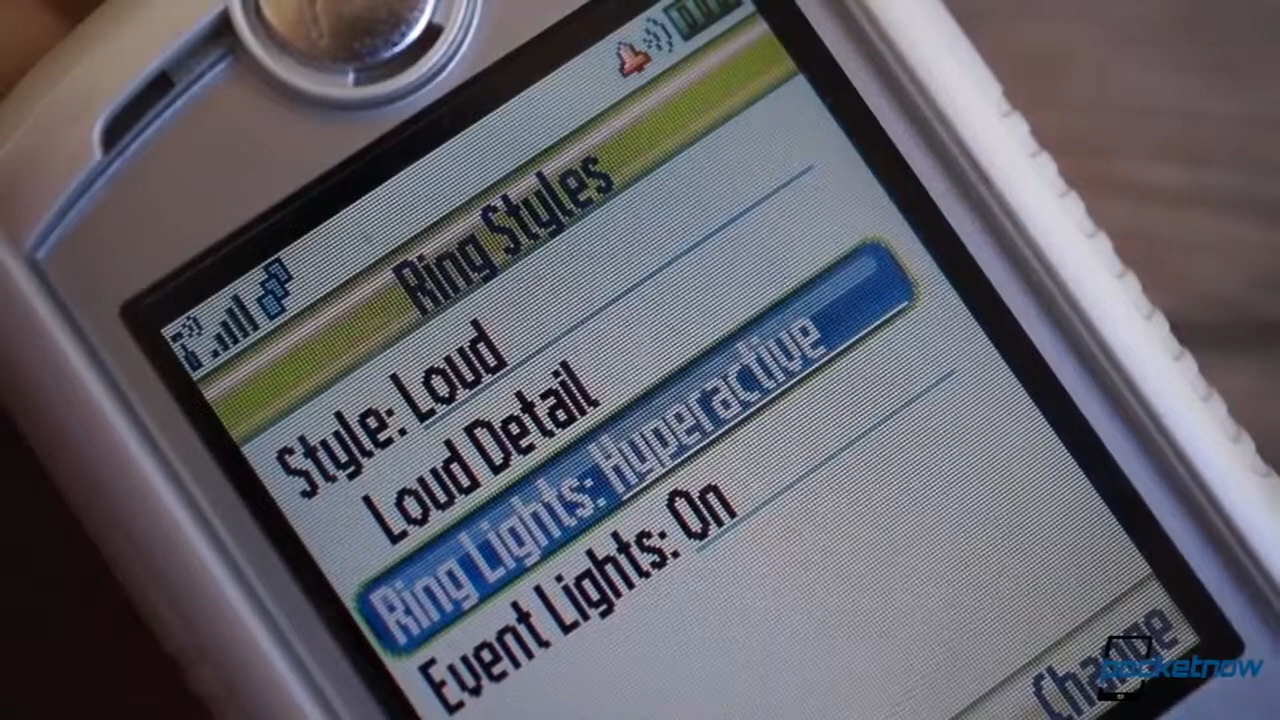 Ring Styles
Style: Loud
Loud Detail
Ring Lights: Hyperactive
Event Lights: On
Change
pocketnow